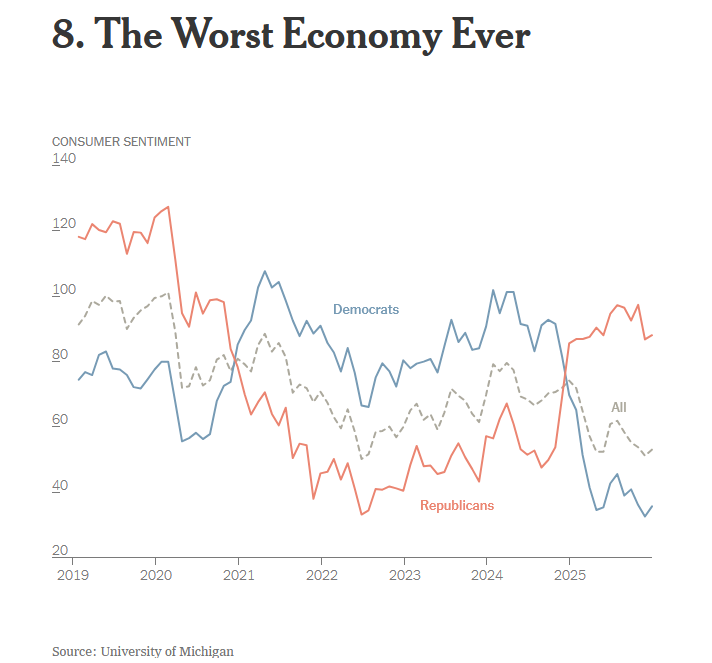 8. The Worst Economy Ever
CONSUMER SENTIMENT
140
120
100
Democrats
80
All
60
Republicans
40
20
2019 2020 2021 2022 2023 2024 2025
Source: University of Michigan